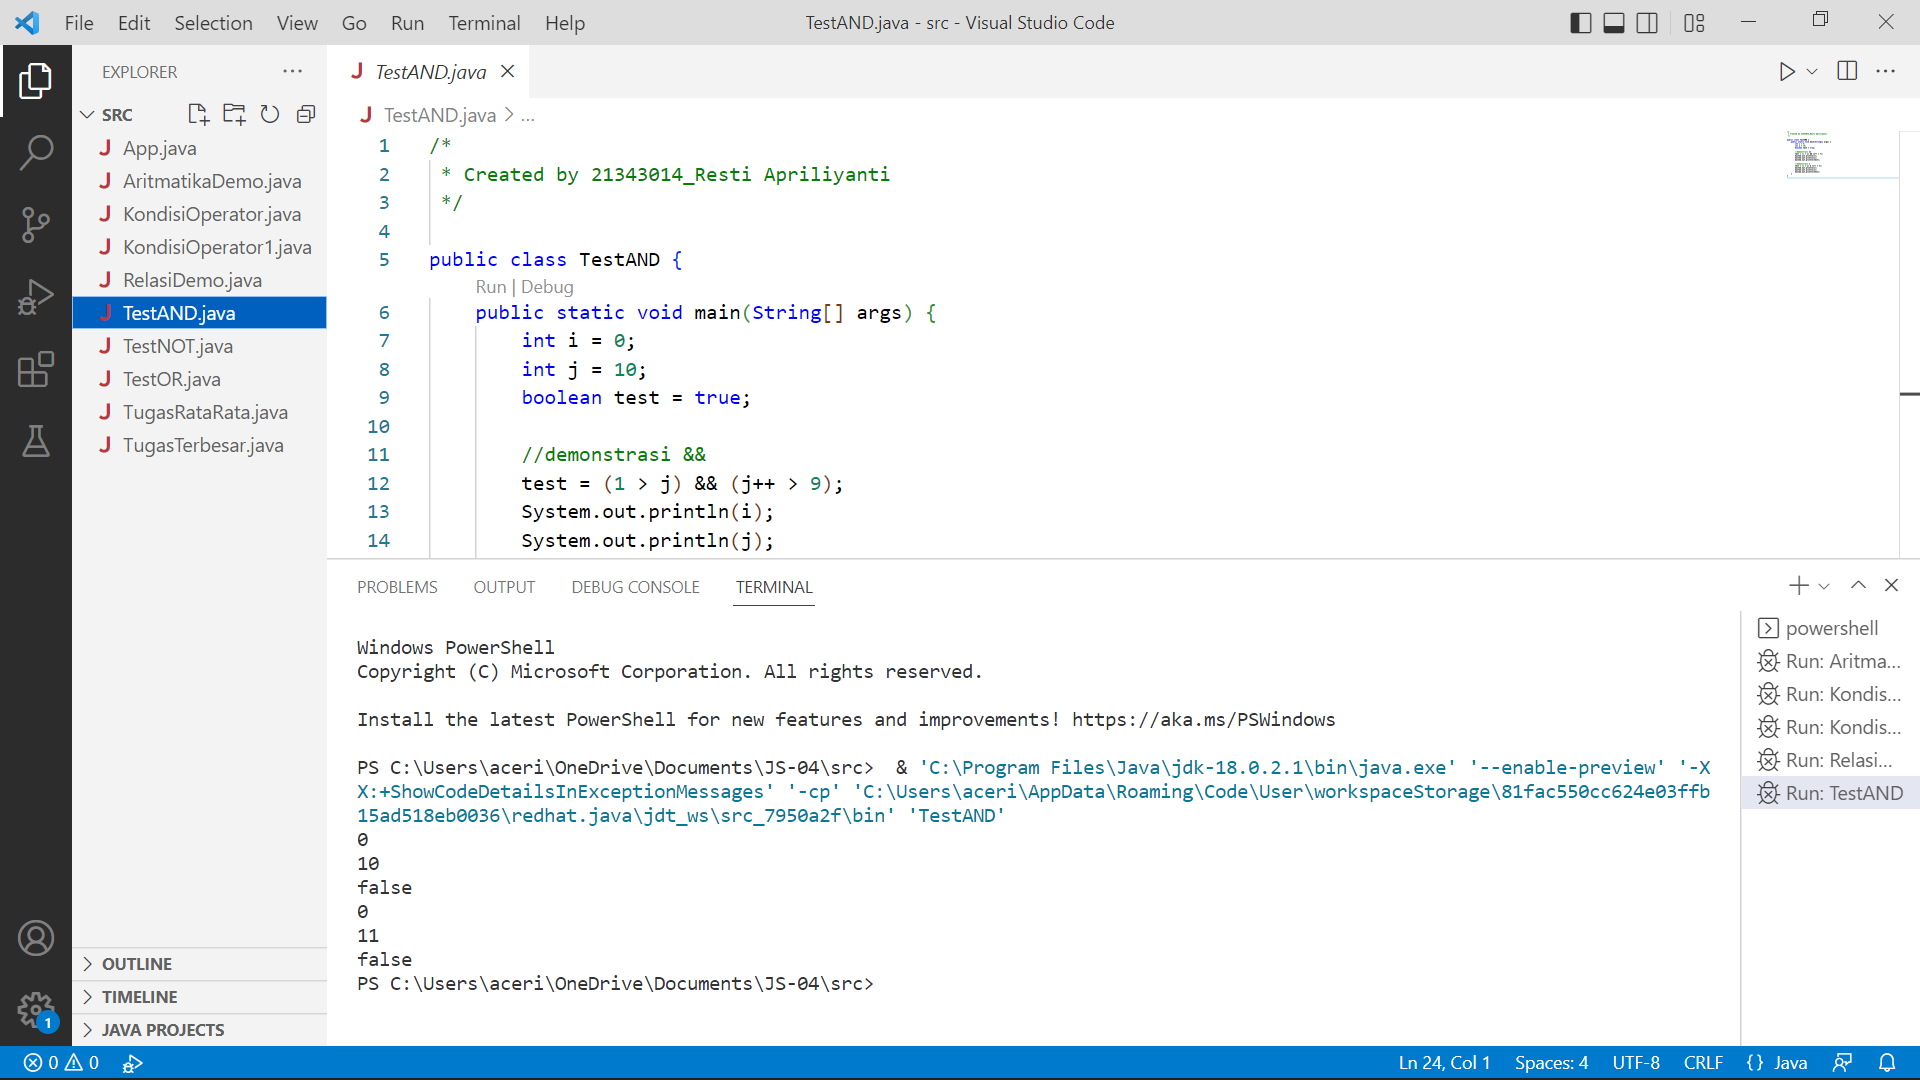 File Edit Selection View Go Run Terminal Help
TestAND.java - src - Visual Studio Code
EXPLORER
SRC
App.java
AritmatikaDemo.java
KondisiOperator.java
KondisiOperator1.java
RelasiDemo.java
TestAND.java
TestNOT.java
TestOR.java
TugasRataRata.java
TugasTerbesar.java
OUTLINE
TIMELINE
JAVA PROJECTS
1
TestAND.java
TestAND.java > ...
1 /*
2 * Created by 21343014_Resti Apriliyanti
3 */
4
5 public class TestAND {
Run | Debug
6 public static void main(String[] args) {
7 int i = 0;
8 int j = 10;
9 boolean test = true;
10
11 //demonstrasi &&
12 test = (1 > j) && (j++ > 9);
13 System.out.println(i);
14 System.out.println(j);
PROBLEMS OUTPUT DEBUG CONSOLE TERMINAL
Windows PowerShell
Copyright (C) Microsoft Corporation. All rights reserved.
Install the latest PowerShell for new features and improvements! https://aka.ms/PSWindows
PS C:\Users\aceri\OneDrive\Documents\JS-04\src>  & 'C:\Program Files\Java\jdk-18.0.2.1\bin\java.exe' '--enable-preview' '-X
X:+ShowCodeDetailsInExceptionMessages' '-cp' 'C:\Users\aceri\AppData\Roaming\Code\User\workspaceStorage\81fac550cc624e03ffb
15ad518eb0036\redhat.java\jdt_ws\src_7950a2f\bin' 'TestAND'
0
10
false
0
11
false
PS C:\Users\aceri\OneDrive\Documents\JS-04\src>
powershell
Run: Aritma...
Run: Kondis...
Run: Kondis...
Run: Relasi...
Run: TestAND
0 0
Ln 24, Col 1 Spaces: 4 UTF-8 CRLF {} Java